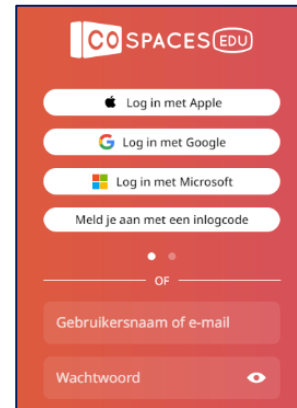 CO SPACES EDU
Log in met Apple
Log in met Google
Log in met Microsoft
Meld je aan met een inlogcode
OF
Gebruikersnaam of e-mail
Wachtwoord